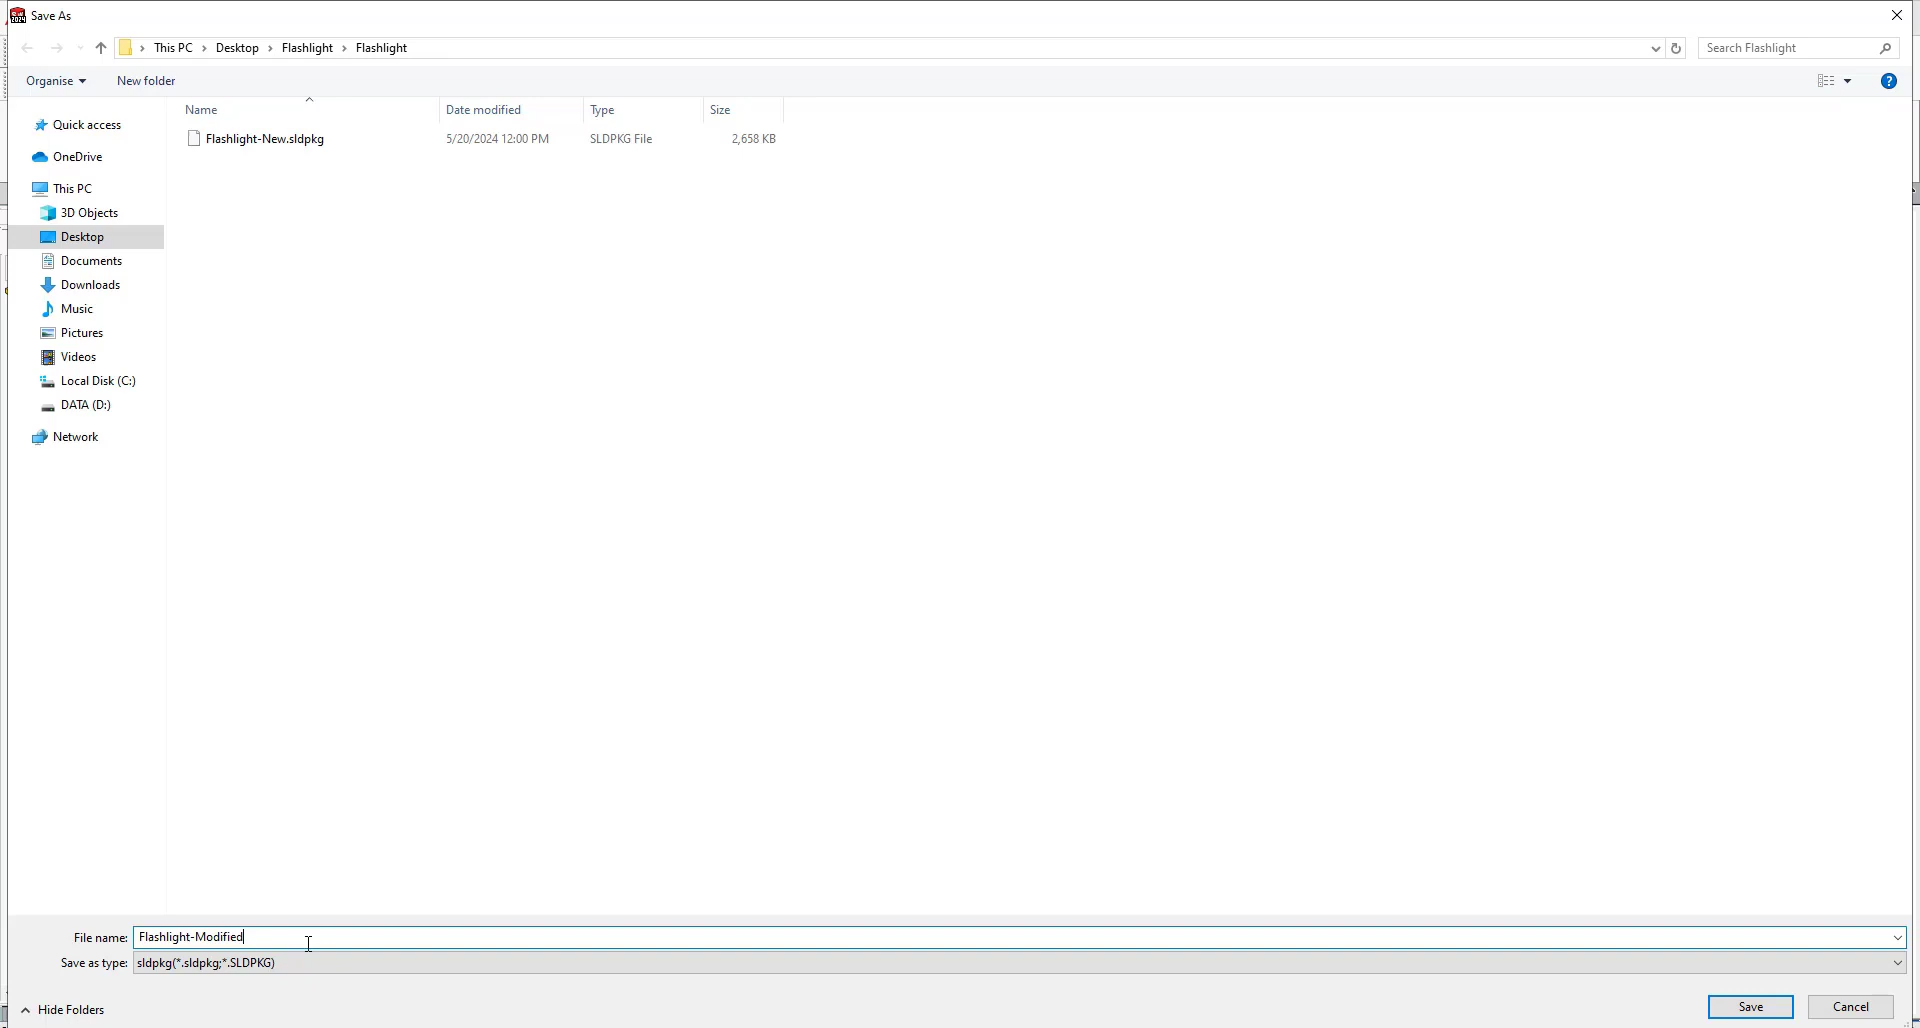 Save As
This PC > Desktop > Flashlight > Flashlight
Search Flashlight
Organise
New folder
Name
Date modified
Type
Size
Flashlight-New.sldpkg
5/20/2024 12:00 PM
SLDPKG File
2,658 KB
Quick access
OneDrive
This PC
3D Objects
Desktop
Documents
Downloads
Music
Pictures
Videos
Local Disk (C:)
DATA (D:)
Network
File name: Flashlight-Modified
Save as type: sldpkg(*.sldpkg;*.SLDPKG)
Hide Folders
Save
Cancel